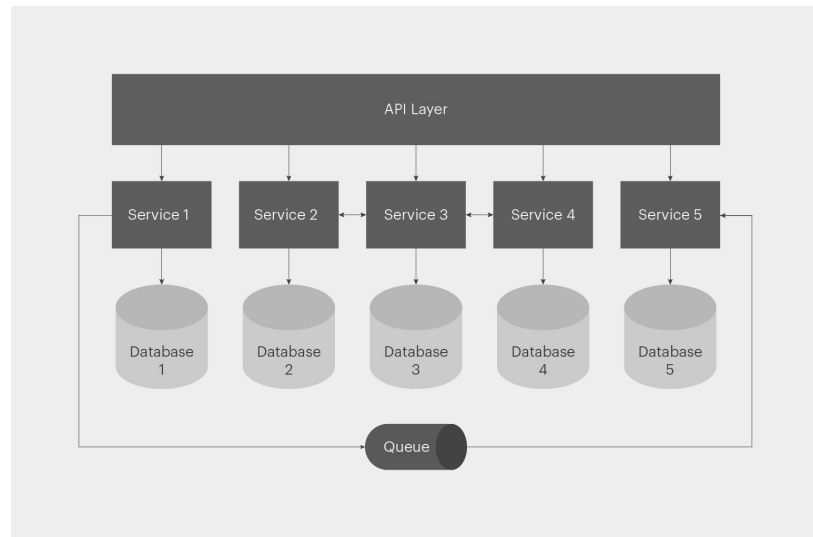 API Layer
Service 1
Service 2
Service 3
Service 4
Service 5
Database
1
Database
2
Database
3
Database
4
Database
5
Queue